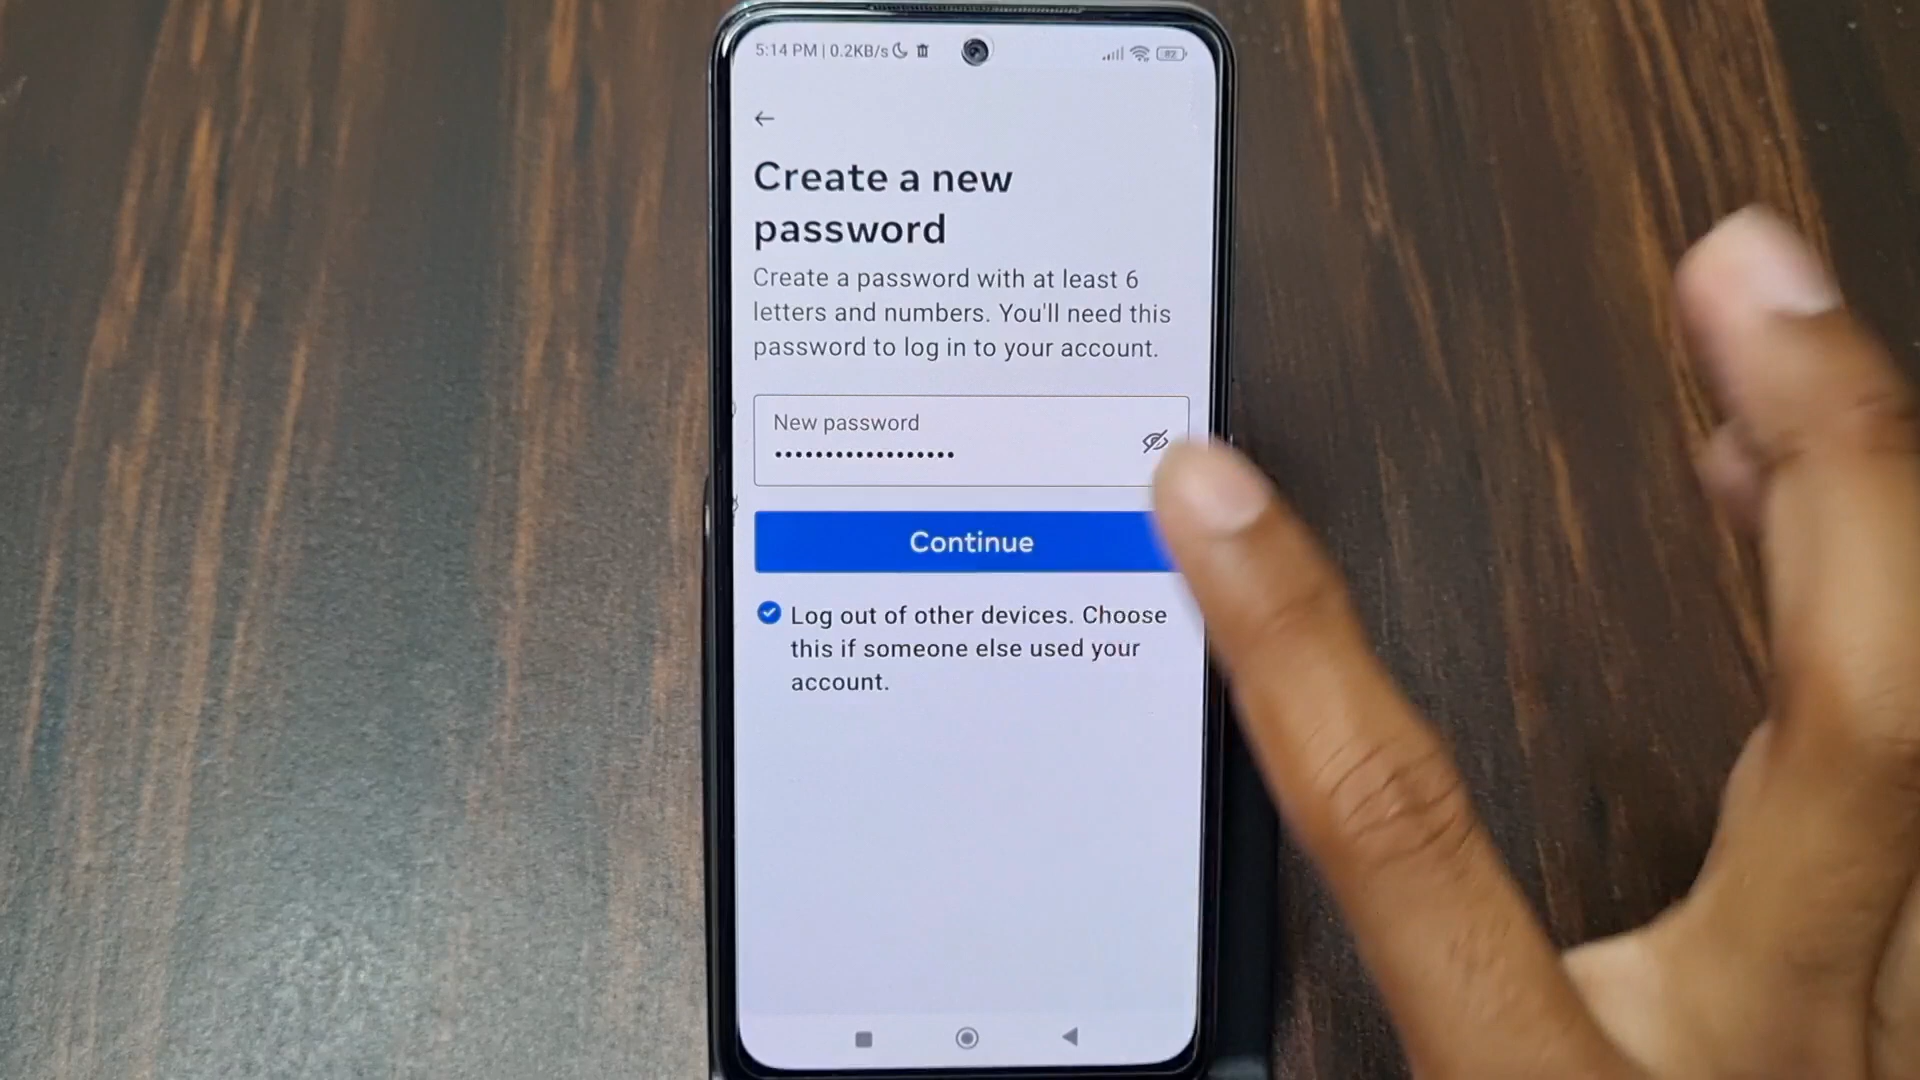 5:14 PM | 0.2KB/s
82
Create a new
password
Create a password with at least 6
letters and numbers. You'll need this
password to log in to your account.
New password
••••••••••••••••••
Continue
Log out of other devices. Choose
this if someone else used your
account.